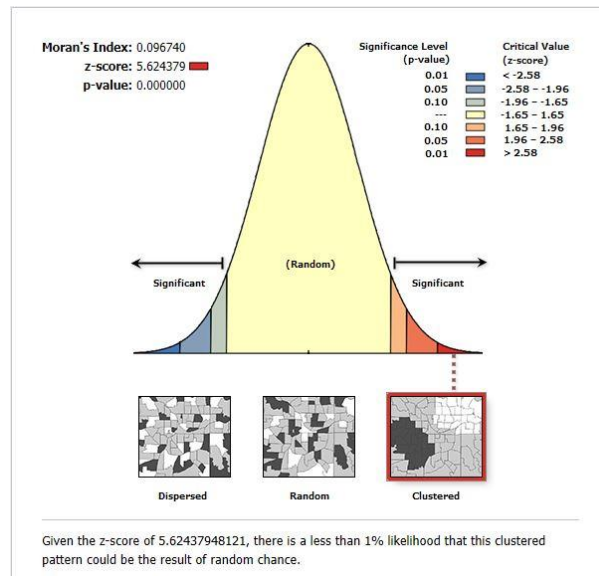 Moran's Index: 0.096740
z-score: 5.624379
p-value: 0.000000
Significance Level
(p-value)
Critical Value
(z-score)
0.01 < -2.58
0.05 -2.58 – -1.96
0.10 -1.96 – -1.65
--- -1.65 – 1.65
0.10 1.65 – 1.96
0.05 1.96 – 2.58
0.01 > 2.58
(Random)
Significant
Significant
Dispersed
Random
Clustered
Given the z-score of 5.62437948121, there is a less than 1% likelihood that this clustered
pattern could be the result of random chance.